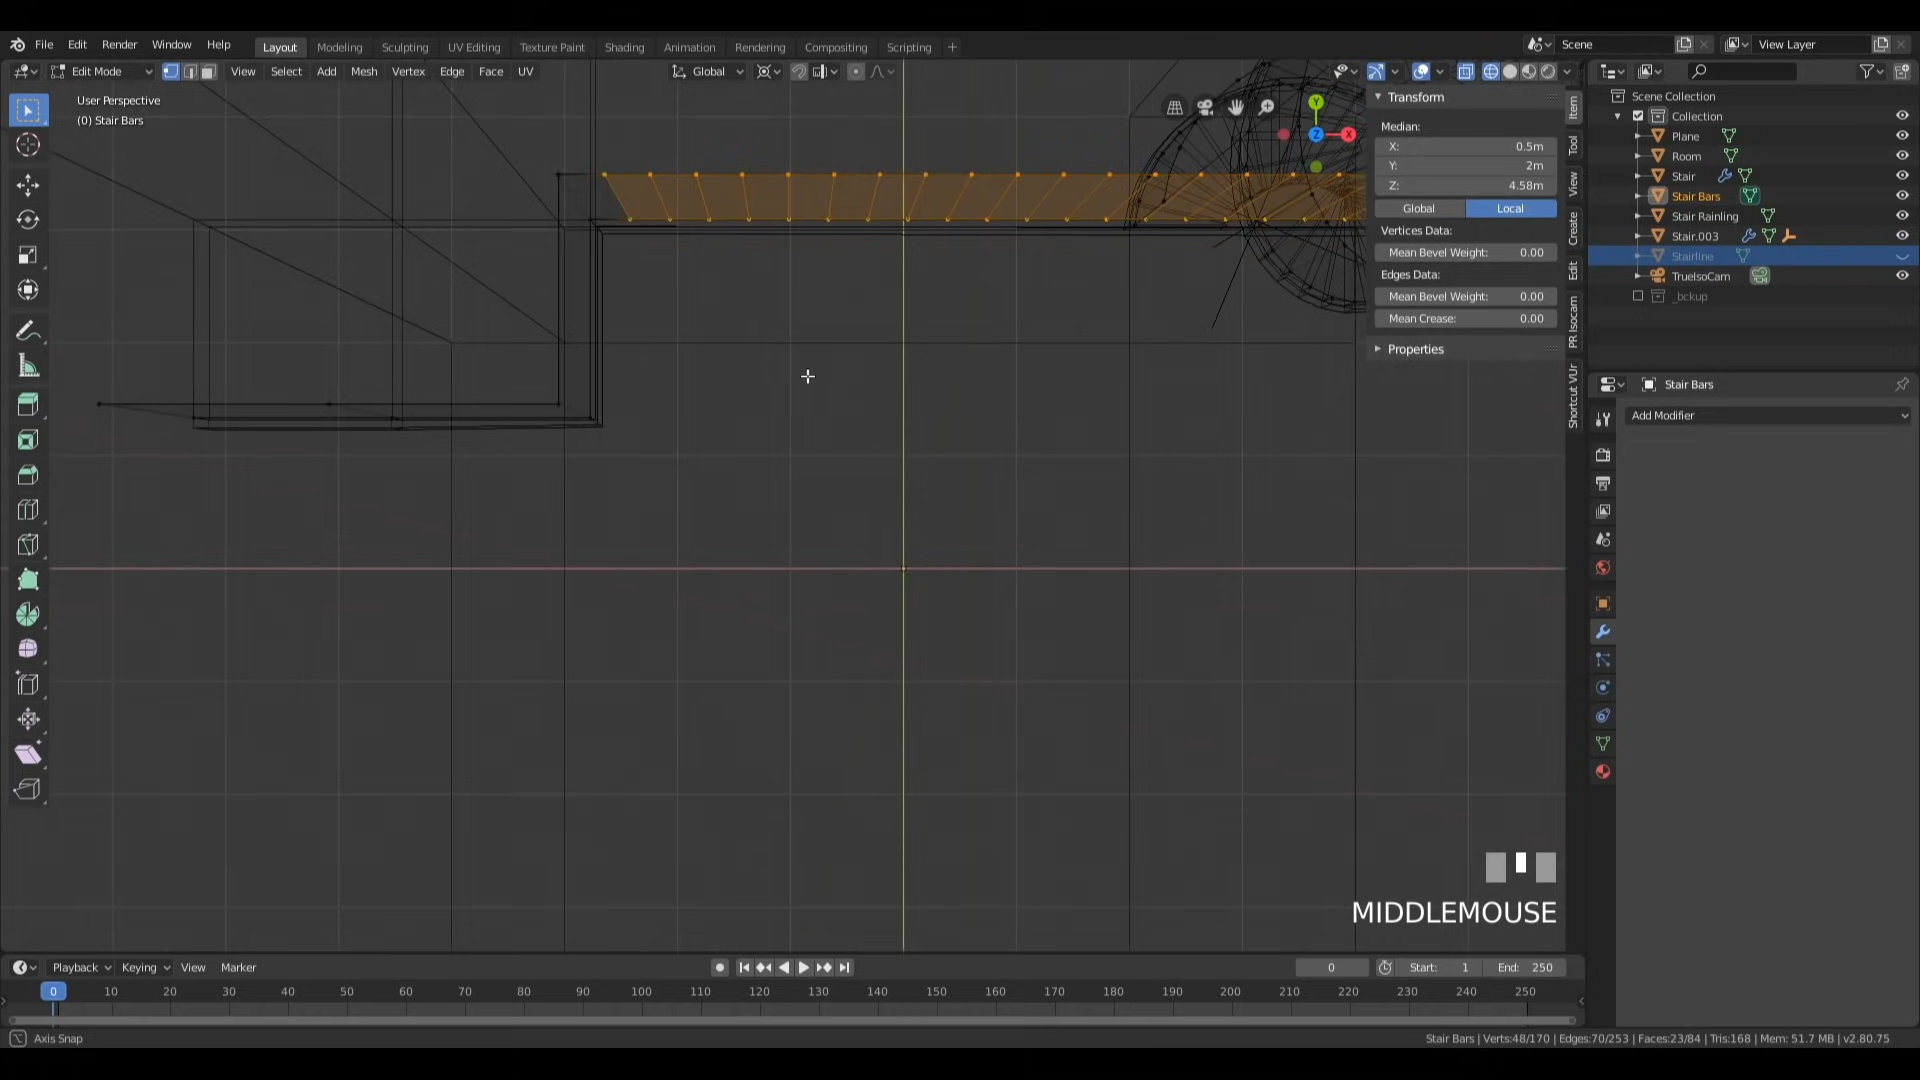 File Edit Render Window Help Layout Modeling Sculpting UV Editing Texture Paint Shading Animation Rendering Compositing Scripting + Scene View Layer
Edit Mode View Select Add Mesh Vertex Edge Face UV Global
User Perspective
(0) Stair Bars
Y
Z
X
Transform
Median:
X: 0.5m
Y: 2m
Z: 4.58m
Global Local
Vertices Data:
Mean Bevel Weight: 0.00
Edges Data:
Mean Bevel Weight: 0.00
Mean Crease: 0.00
Properties
Item
Tool
View
Create
Edit
PR Isocam
Shortcut VUr
Scene Collection
Collection
Plane
Room
Stair
Stair Bars
Stair Rainling
Stair.003
Stairline
TrueIsoCam
_bckup
Stair Bars
Add Modifier
MIDDLEMOUSE
Playback Keying View Marker 0 Start: 1 End: 250
0 10 20 30 40 50 60 70 80 90 100 110 120 130 140 150 160 170 180 190 200 210 220 230 240 250
Axis Snap
Stair Bars | Verts:48/170 | Edges:70/253 | Faces:23/84 | Tris:168 | Mem: 51.7 MB | v2.80.75